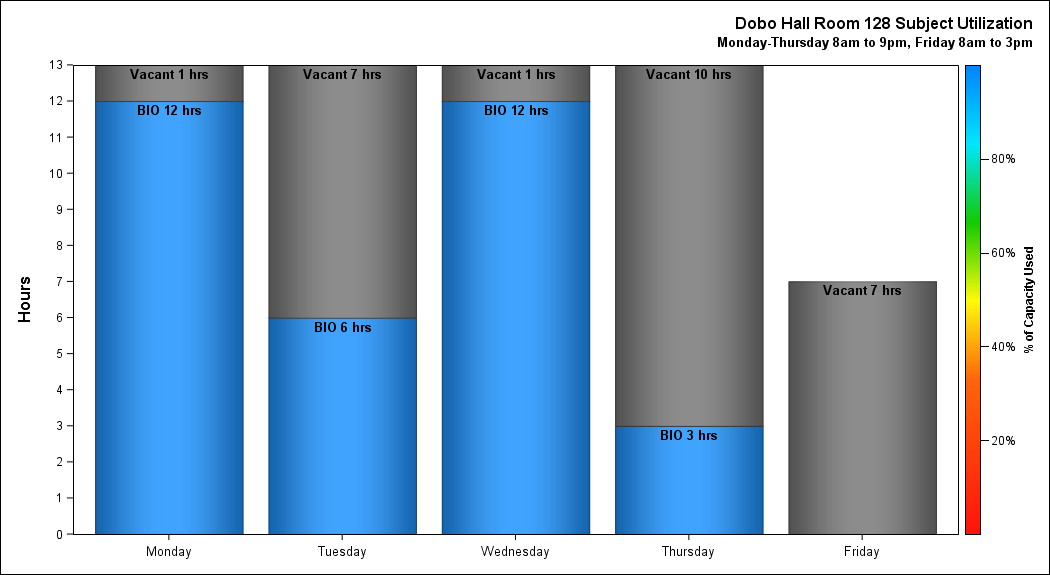 Dobo Hall Room 128 Subject Utilization
Monday-Thursday 8am to 9pm, Friday 8am to 3pm
13
Vacant 1 hrs
Vacant 7 hrs
Vacant 1 hrs
Vacant 10 hrs
12
BIO 12 hrs
BIO 12 hrs
11
10
9
8
7
Vacant 7 hrs
6
BIO 6 hrs
5
4
3
BIO 3 hrs
2
1
0
Hours
Monday
Tuesday
Wednesday
Thursday
Friday
80%
60%
40%
20%
% of Capacity Used